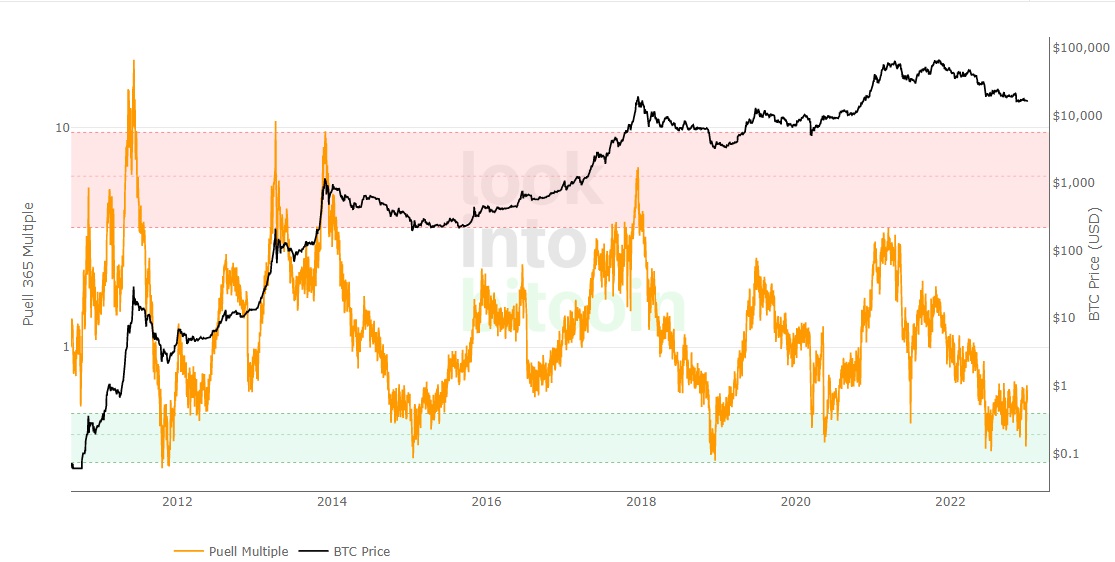 look
into
bitcoin
Puell 365 Multiple
10
1
$100,000
$10,000
$1,000
$100
$10
$1
$0.1
BTC Price (USD)
2012 2014 2016 2018 2020 2022
Puell Multiple BTC Price